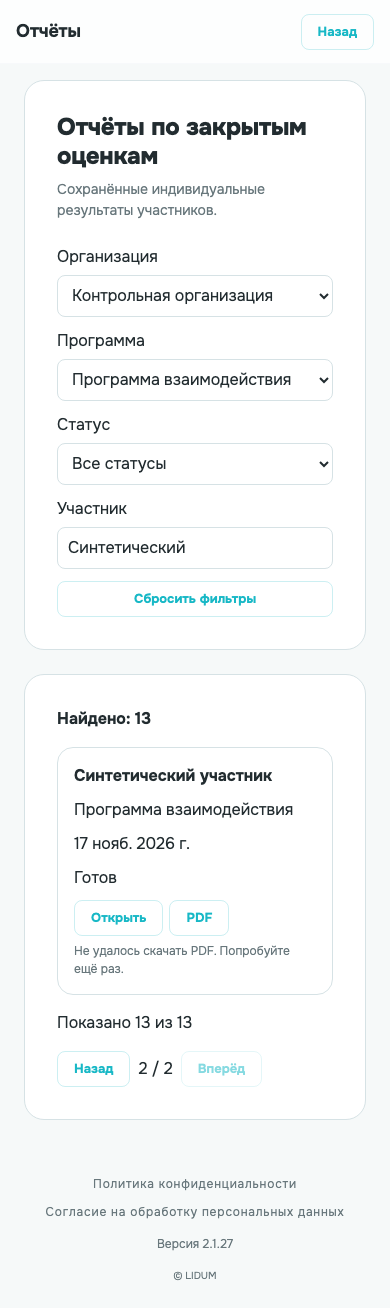 Отчёты
Назад
Отчёты по закрытым
оценкам
Сохранённые индивидуальные
результаты участников.
Организация
Контрольная организация
Программа
Программа взаимодействия
Статус
Все статусы
Участник
Синтетический
Сбросить фильтры
Найдено: 13
Синтетический участник
Программа взаимодействия
17 нояб. 2026 г.
Готов
Открыть PDF
Не удалось скачать PDF. Попробуйте
ещё раз.
Показано 13 из 13
Назад 2 / 2 Вперёд
Политика конфиденциальности
Согласие на обработку персональных данных
Версия 2.1.27
© LIDUM